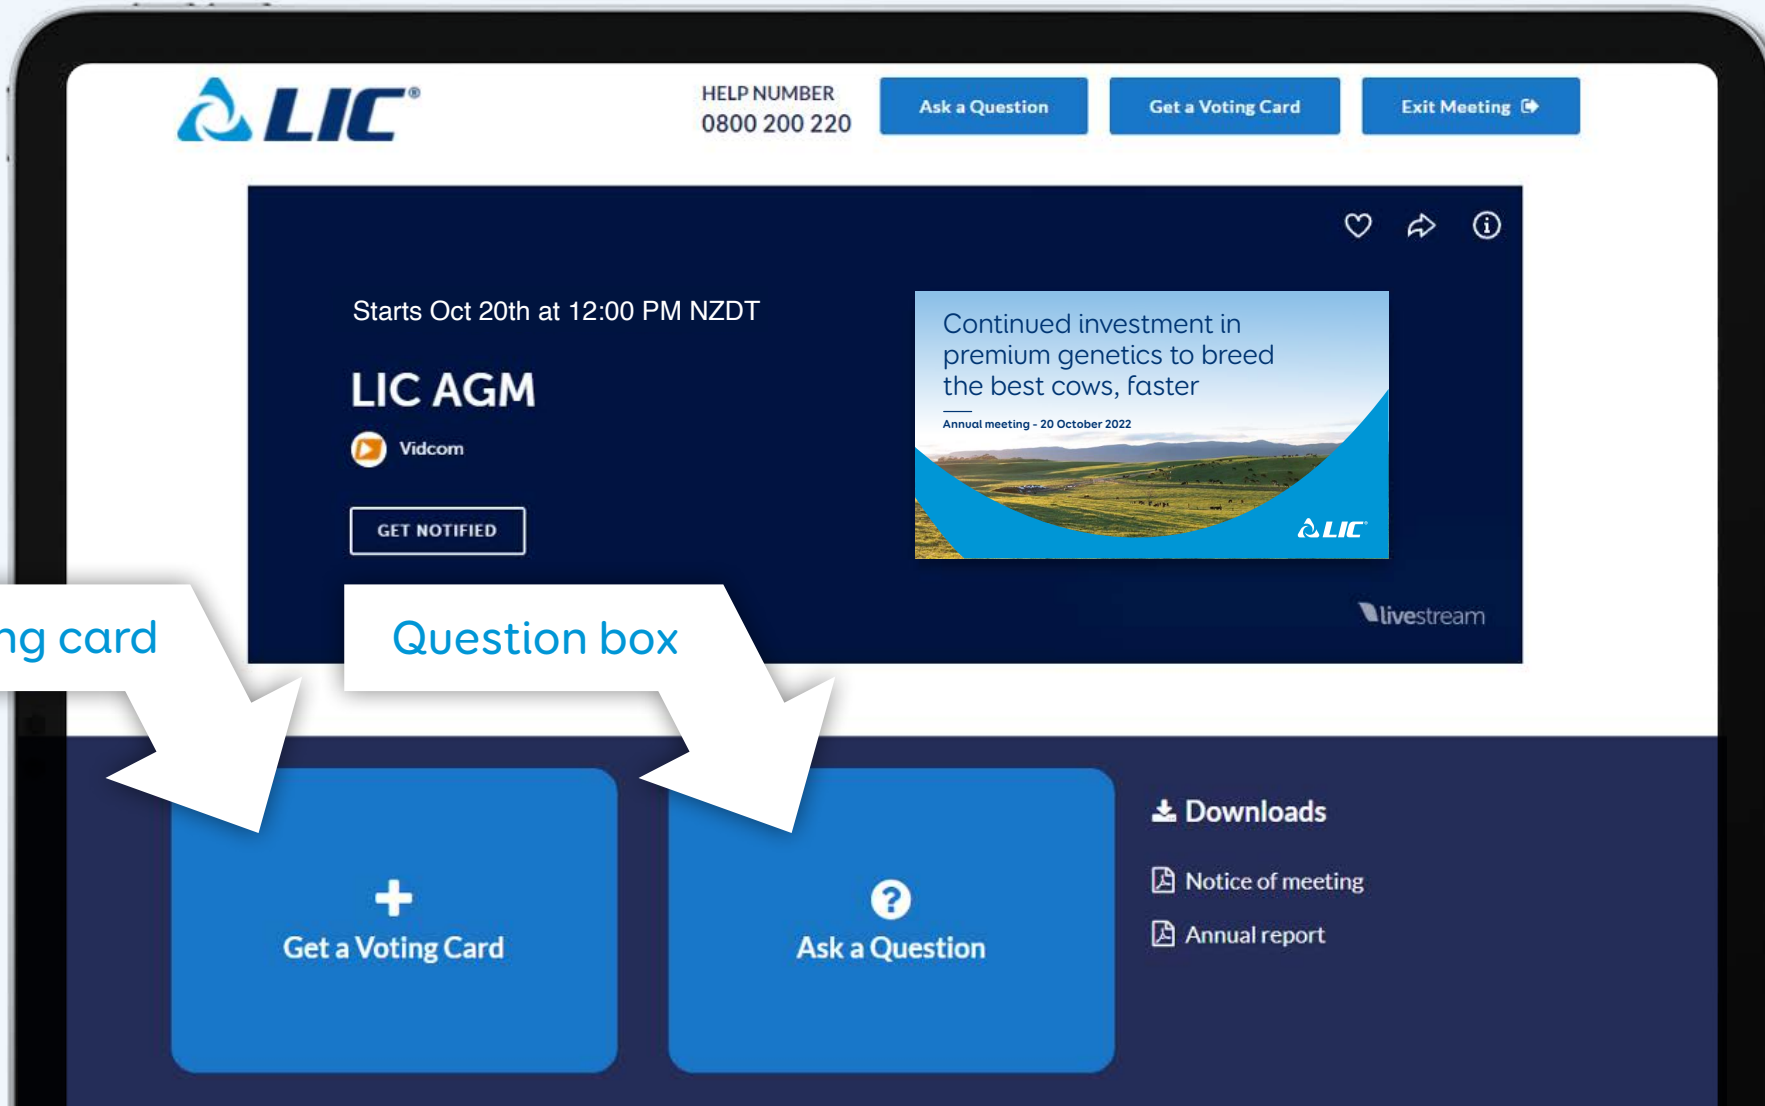 LIC®
HELP NUMBER
0800 200 220
Ask a Question
Get a Voting Card
Exit Meeting
Starts Oct 20th at 12:00 PM NZDT
LIC AGM
Vidcom
GET NOTIFIED
Continued investment in
premium genetics to breed
the best cows, faster
Annual meeting - 20 October 2022
LIC®
livestream
card
Question box
Get a Voting Card
Ask a Question
Downloads
Notice of meeting
Annual report